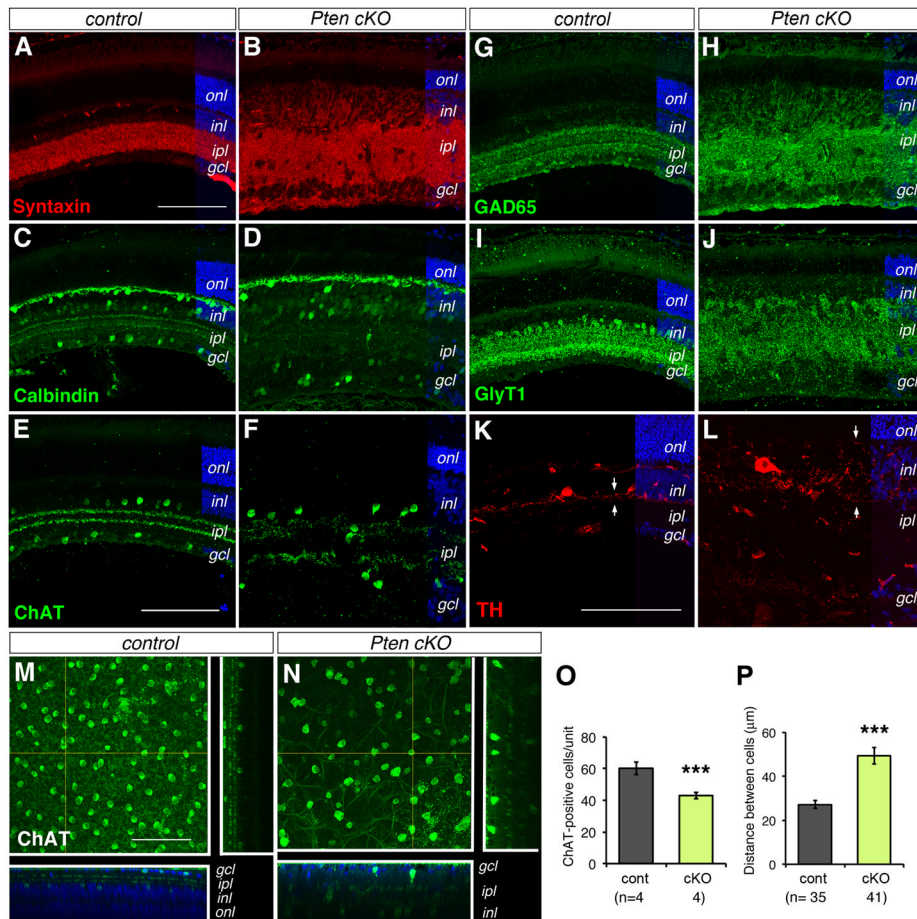 control
Pten cKO
control
Pten cKO
A
B
G
H
onl
inl
ipl
gcl
Syntaxin
onl
inl
ipl
gcl
onl
inl
ipl
gcl
GAD65
onl
inl
ipl
gcl
C
D
I
J
onl
inl
ipl
gcl
Calbindin
onl
inl
ipl
gcl
onl
inl
ipl
gcl
GlyT1
onl
inl
ipl
gcl
E
F
K
L
onl
inl
ipl
gcl
ChAT
onl
inl
ipl
gcl
onl
inl
ipl
gcl
TH
onl
inl
ipl
gcl
control
Pten cKO
M
N
ChAT
gcl
ipl
inl
onl
gcl
ipl
inl
O
ChAT-positive cells/unit
80
60
40
20
0
***
cont cKO
(n=4 4)
P
Distance between cells (μm)
60
40
20
0
***
cont cKO
(n= 35 41)